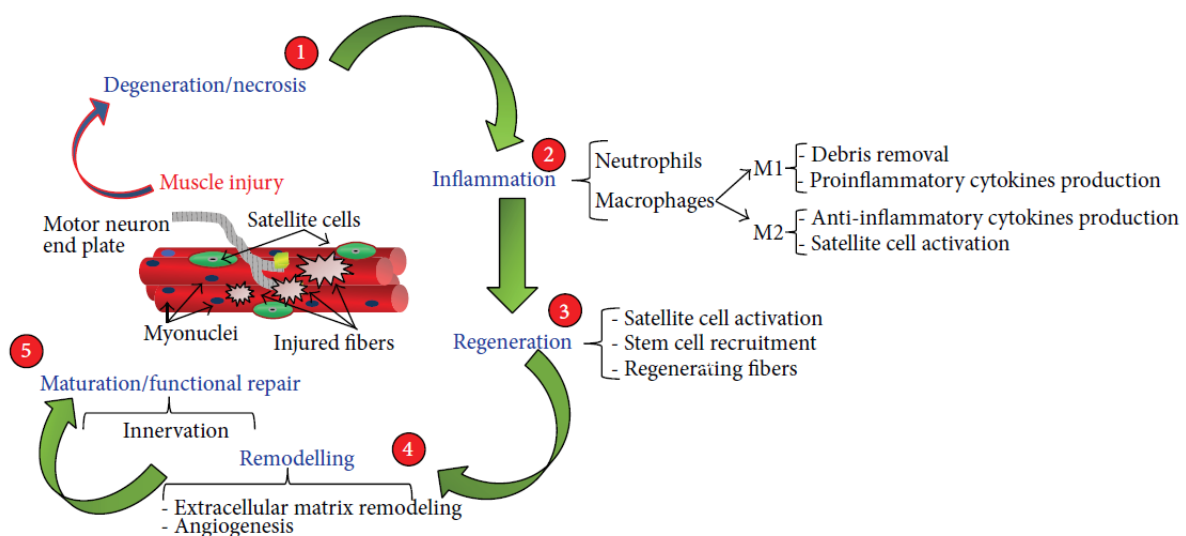 1
Degeneration/necrosis
Muscle injury
Motor neuron
end plate
Satellite cells
Myonuclei
Injured fibers
2
Inflammation
Neutrophils
Macrophages
M1
- Debris removal
- Proinflammatory cytokines production
M2
- Anti-inflammatory cytokines production
- Satellite cell activation
3
Regeneration
- Satellite cell activation
- Stem cell recruitment
- Regenerating fibers
4
Remodelling
- Extracellular matrix remodeling
- Angiogenesis
5
Maturation/functional repair
Innervation